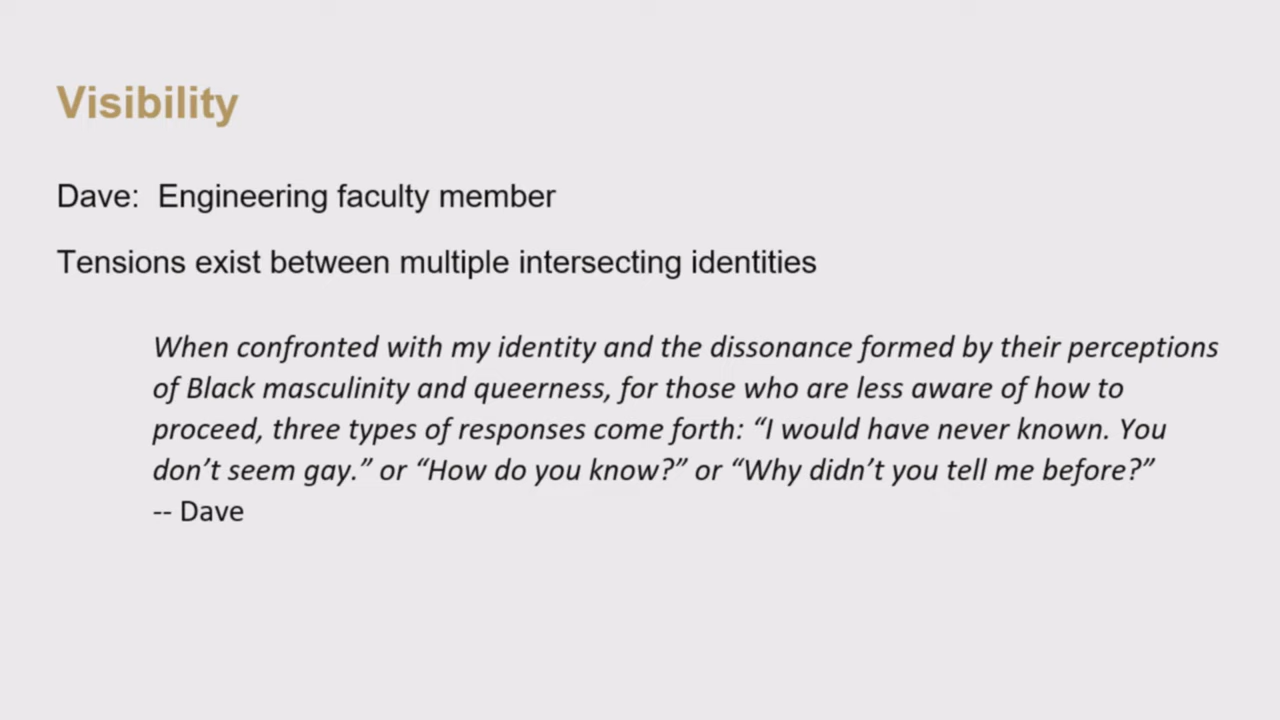 Visibility
Dave:  Engineering faculty member
Tensions exist between multiple intersecting identities
When confronted with my identity and the dissonance formed by their perceptions
of Black masculinity and queerness, for those who are less aware of how to
proceed, three types of responses come forth: “I would have never known. You
don’t seem gay.” or “How do you know?” or “Why didn’t you tell me before?”
-- Dave